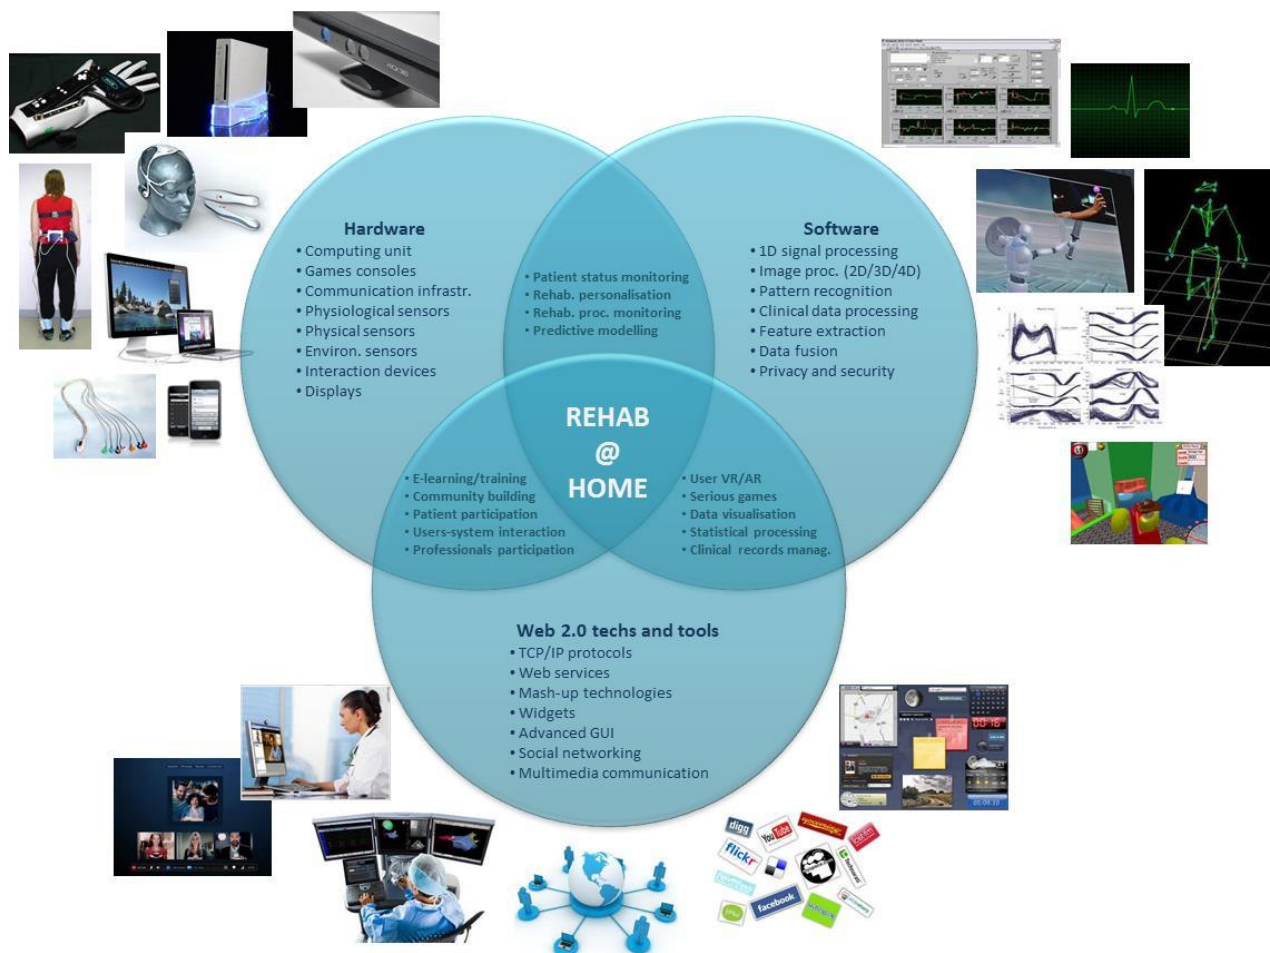 Hardware
• Computing unit
• Games consoles
• Communication infrastr.
• Physiological sensors
• Physical sensors
• Environ. sensors
• Interaction devices
• Displays
Software
• 1D signal processing
• Image proc. (2D/3D/4D)
• Pattern recognition
• Clinical data processing
• Feature extraction
• Data fusion
• Privacy and security
• Patient status monitoring
• Rehab. personalisation
• Rehab. proc. monitoring
• Predictive modelling
REHAB
@
HOME
• E-learning/training
• Community building
• Patient participation
• Users-system interaction
• Professionals participation
• User VR/AR
• Serious games
• Data visualisation
• Statistical processing
• Clinical records manag.
Web 2.0 techs and tools
• TCP/IP protocols
• Web services
• Mash-up technologies
• Widgets
• Advanced GUI
• Social networking
• Multimedia communication
digg
YouTube
flickr
facebook